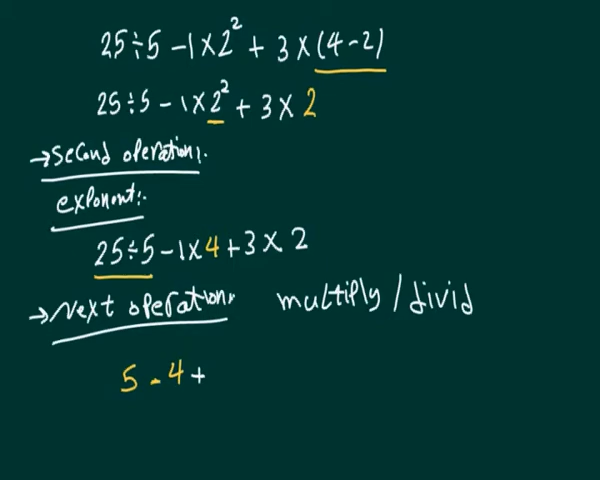 25÷5-1×2²+3×(4-2)
25÷5-1×2²+3×2
→Second operation:
exponent:
25÷5-1×4+3×2
→Next operation: multiply/divid
5-4+